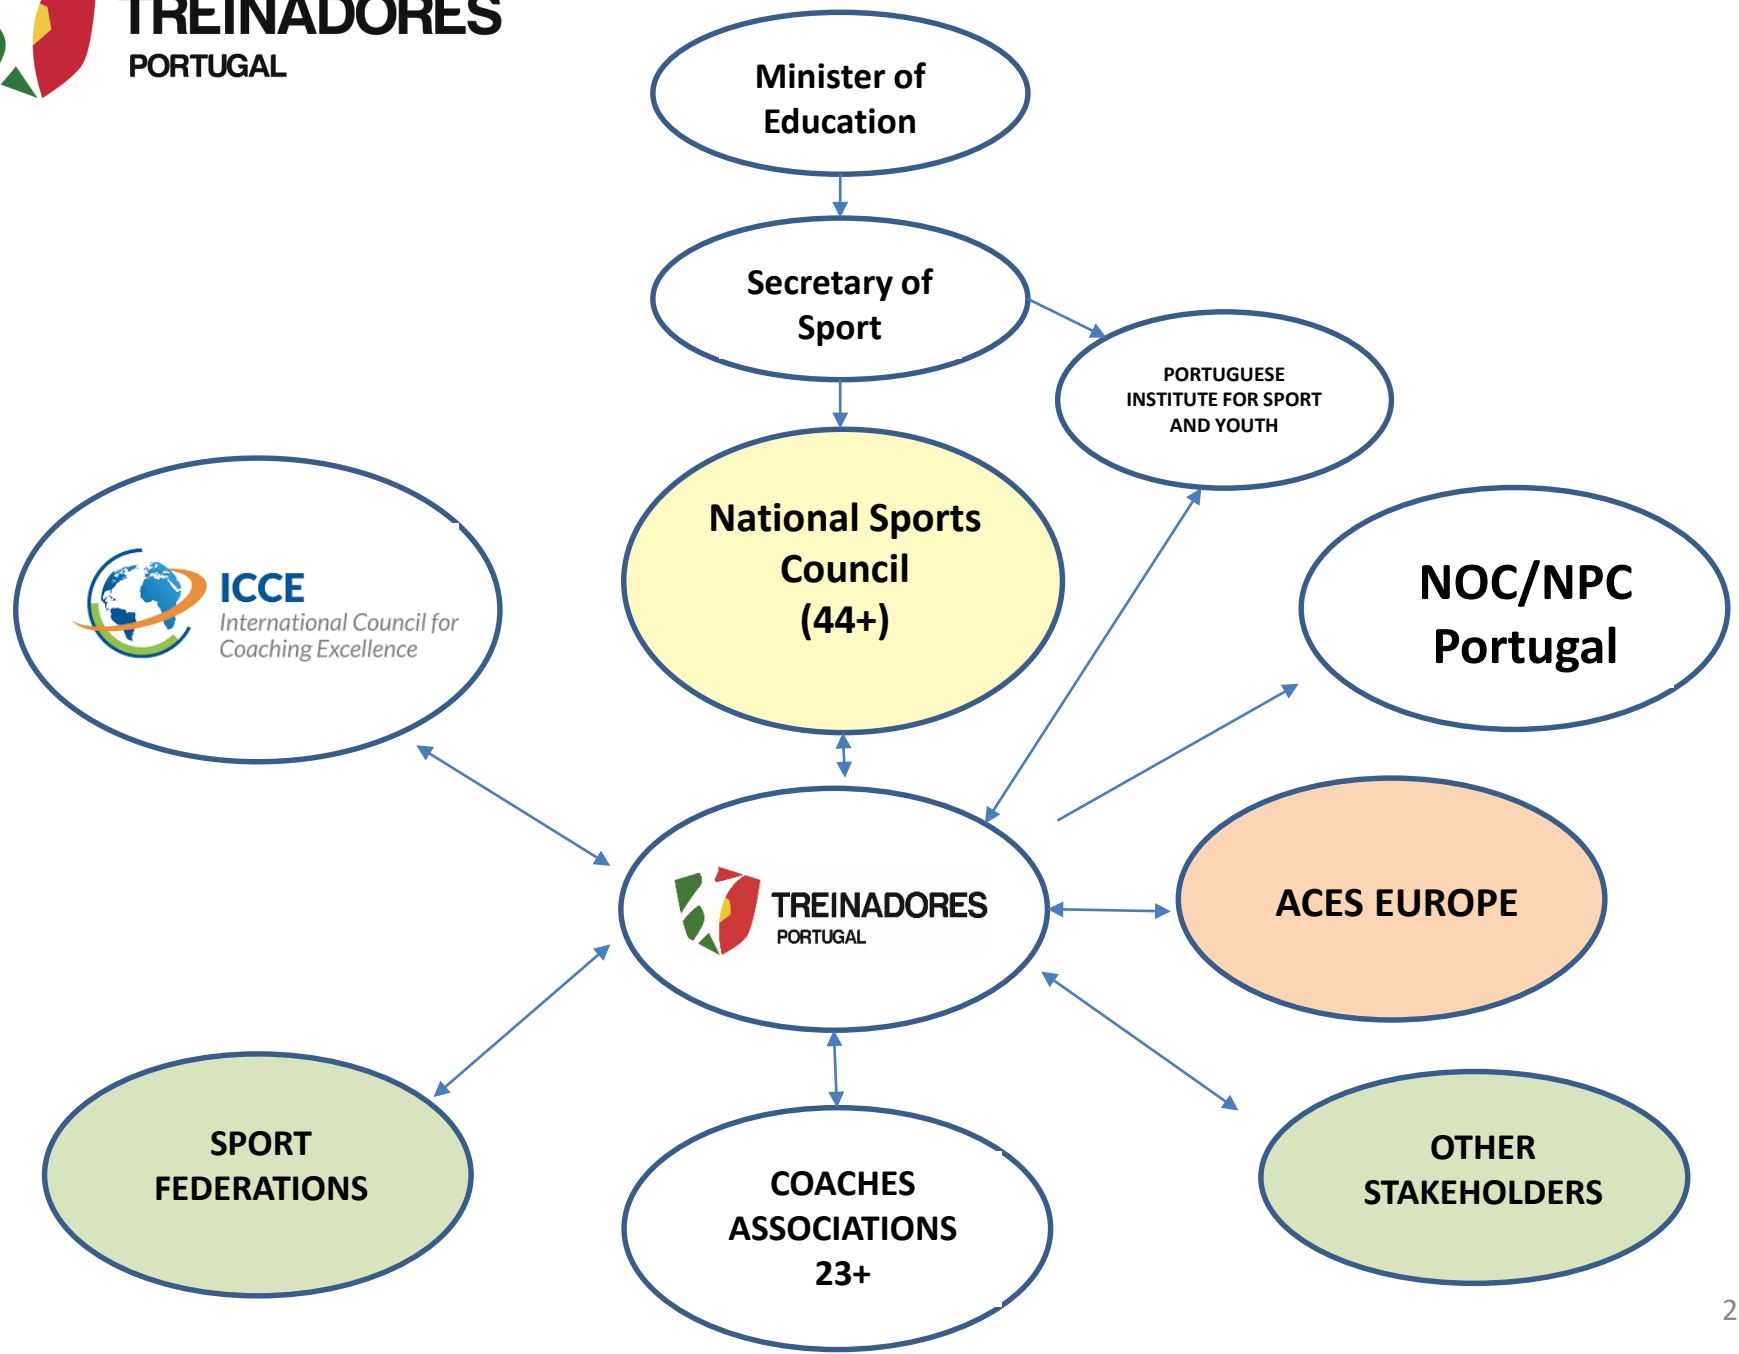 TREINADORES
PORTUGAL
Minister of
Education
Secretary of
Sport
PORTUGUESE
INSTITUTE FOR SPORT
AND YOUTH
National Sports
Council
(44+)
ICCE
International Council for
Coaching Excellence
NOC/NPC
Portugal
TREINADORES
PORTUGAL
ACES EUROPE
SPORT
FEDERATIONS
COACHES
ASSOCIATIONS
23+
OTHER
STAKEHOLDERS
2